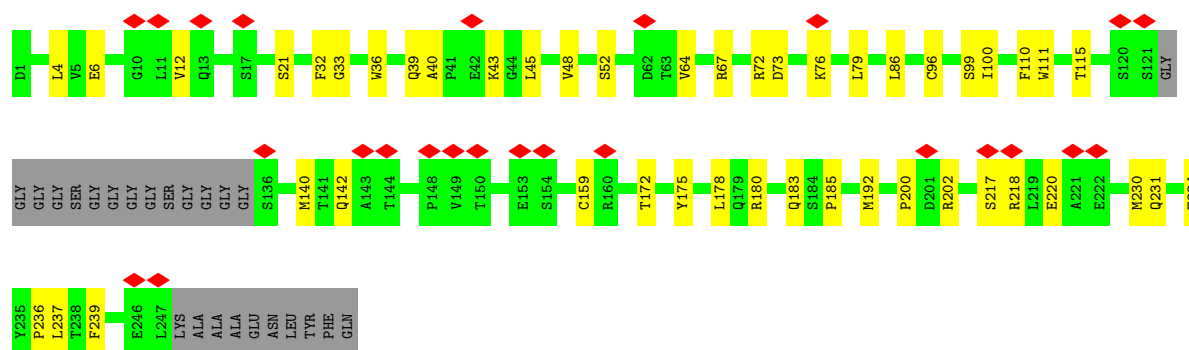 D1 L4 V5 E6 G10 L11 V12 Q13 S17 S21 F32 G33 W36 Q39 A40 P41 E42 K43 G44 L45 V48 S52 D62 T63 V64 R67 R72 D73 K76 L79 L86 C96 S99 I100 F110 W111 T115 S120 S121 GLY
GLY GLY GLY SER GLY GLY GLY GLY SER GLY GLY GLY GLY S136 M140 T141 Q142 A143 T144 P148 V149 T150 E153 S154 C159 R160 T172 Y175 L178 Q179 R180 Q183 S184 P185 M192 P200 D201 R202 S217 R218 L219 E220 A221 E222 M230 Q231
Y235 P236 L237 T238 F239 E246 L247 LYS ALA ALA ALA GLU ASN LEU TYR PHE GLN